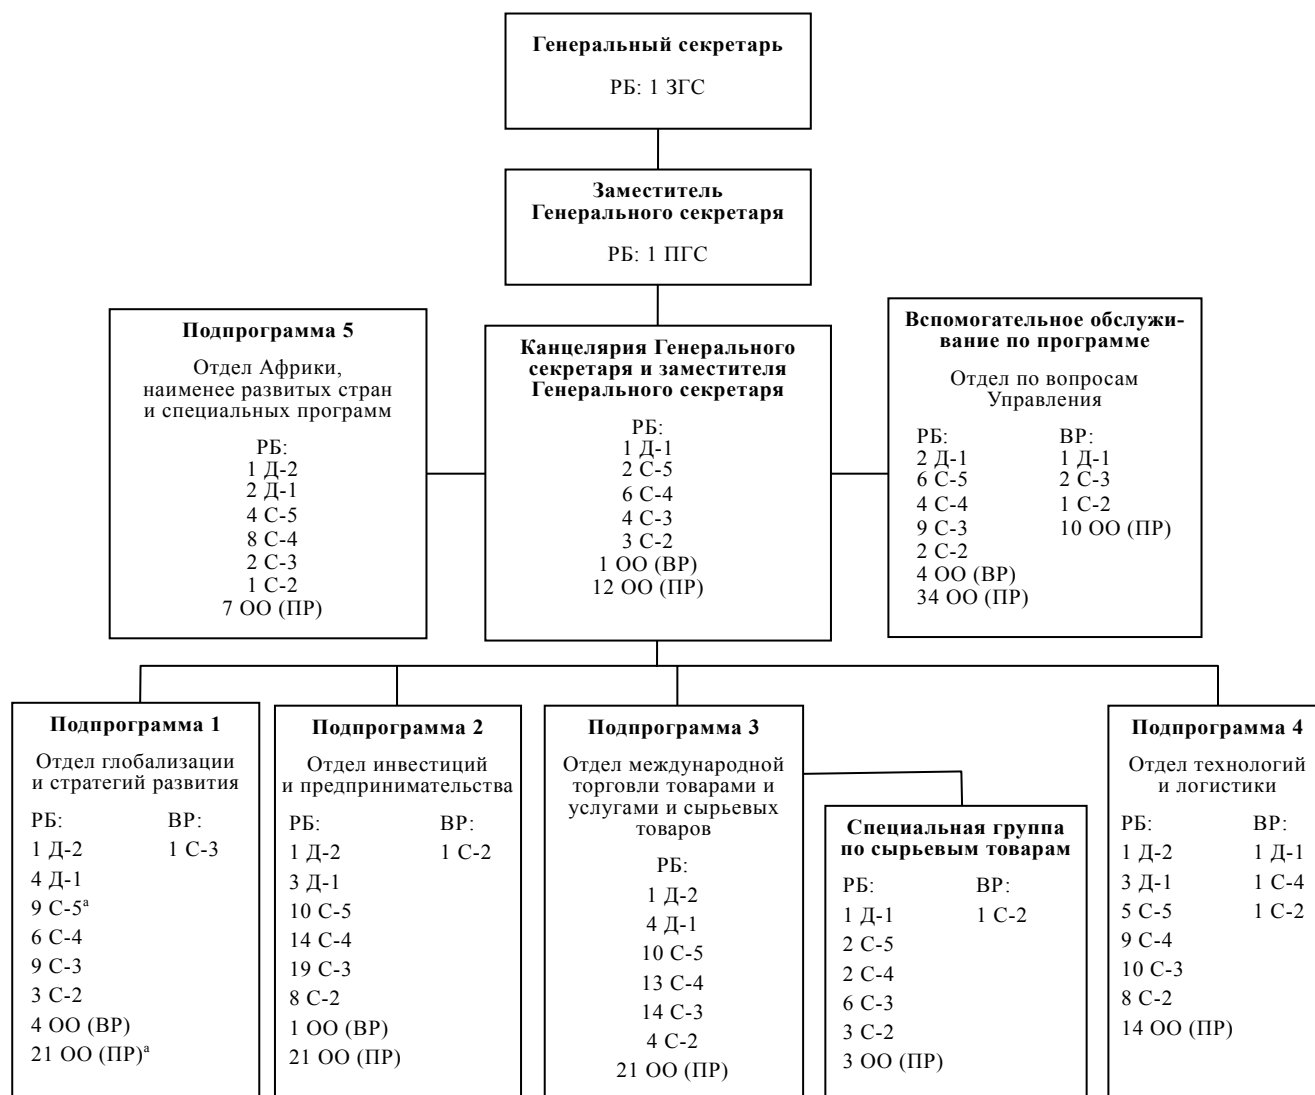 Генеральный секретарь
РБ: 1 ЗГС
Заместитель
Генерального секретаря
РБ: 1 ПГС
Подпрограмма 5
Отдел Африки,
наименее развитых стран
и специальных программ
РБ:
1 Д-2
2 Д-1
4 С-5
8 С-4
2 С-3
1 С-2
7 ОО (ПР)
Канцелярия Генерального
секретаря и заместителя
Генерального секретаря
РБ:
1 Д-1
2 С-5
6 С-4
4 С-3
3 С-2
1 ОО (ВР)
12 ОО (ПР)
Вспомогательное обслужи-
вание по программе
Отдел по вопросам
Управления
РБ:
2 Д-1
6 С-5
4 С-4
9 С-3
2 С-2
4 ОО (ВР)
34 ОО (ПР)
ВР:
1 Д-1
2 С-3
1 С-2
10 ОО (ПР)
Подпрограмма 1
Отдел глобализации
и стратегий развития
РБ:
1 Д-2
4 Д-1
9 С-5ª
6 С-4
9 С-3
3 С-2
4 ОО (ВР)
21 ОО (ПР)ª
ВР:
1 С-3
Подпрограмма 2
Отдел инвестиций
и предпринимательства
РБ:
1 Д-2
3 Д-1
10 С-5
14 С-4
19 С-3
8 С-2
1 ОО (ВР)
21 ОО (ПР)
ВР:
1 С-2
Подпрограмма 3
Отдел международной
торговли товарами и
услугами и сырьевых
товаров
РБ:
1 Д-2
4 Д-1
10 С-5
13 С-4
14 С-3
4 С-2
21 ОО (ПР)
Специальная группа
по сырьевым товарам
РБ:
1 Д-1
2 С-5
2 С-4
6 С-3
3 С-2
3 ОО (ПР)
ВР:
1 С-2
Подпрограмма 4
Отдел технологий
и логистики
РБ:
1 Д-2
3 Д-1
5 С-5
9 С-4
10 С-3
8 С-2
14 ОО (ПР)
ВР:
1 Д-1
1 С-4
1 С-2